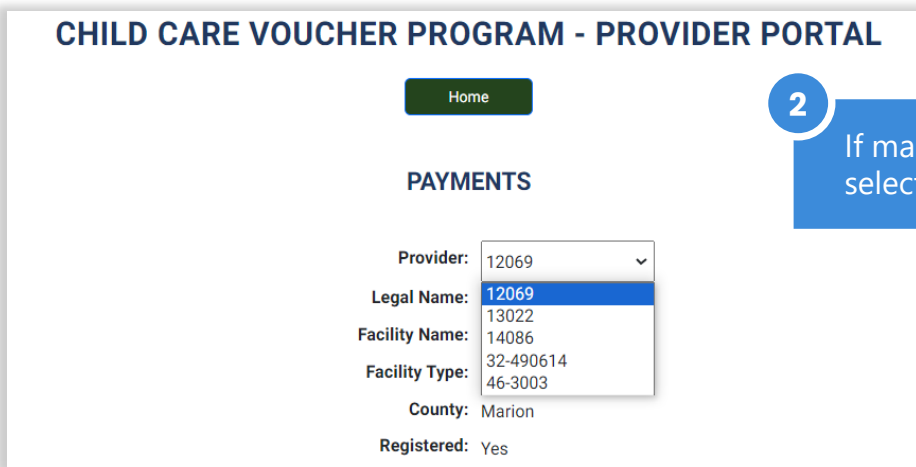 CHILD CARE VOUCHER PROGRAM - PROVIDER PORTAL
Home
2
If ma
select
PAYMENTS
Provider: 12069
12069
Legal Name:
13022
Facility Name:
14086
32-490614
Facility Type:
46-3003
County: Marion
Registered: Yes